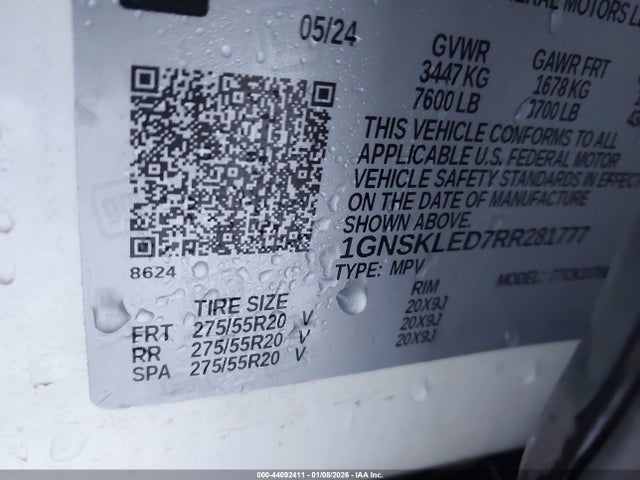 GENERAL MOTORS LL
05/24
GVWR GAWR FRT
3447 KG 1678 KG
7600 LB 3700 LB
THIS VEHICLE CONFORMS TO ALL
APPLICABLE U.S. FEDERAL MOTOR
VEHICLE SAFETY STANDARDS IN EFFECT
ON THE DATE OF MANUFACTURE
SHOWN ABOVE.
1GNSKLED7RR281777
8624 TYPE: MPV MODEL:
TIRE SIZE RIM
FRT 275/55R20 V 20X9J
RR 275/55R20 V 20X9J
SPA 275/55R20 V 20X9J
000-44092411 - 01/08/2026 - IAA Inc.